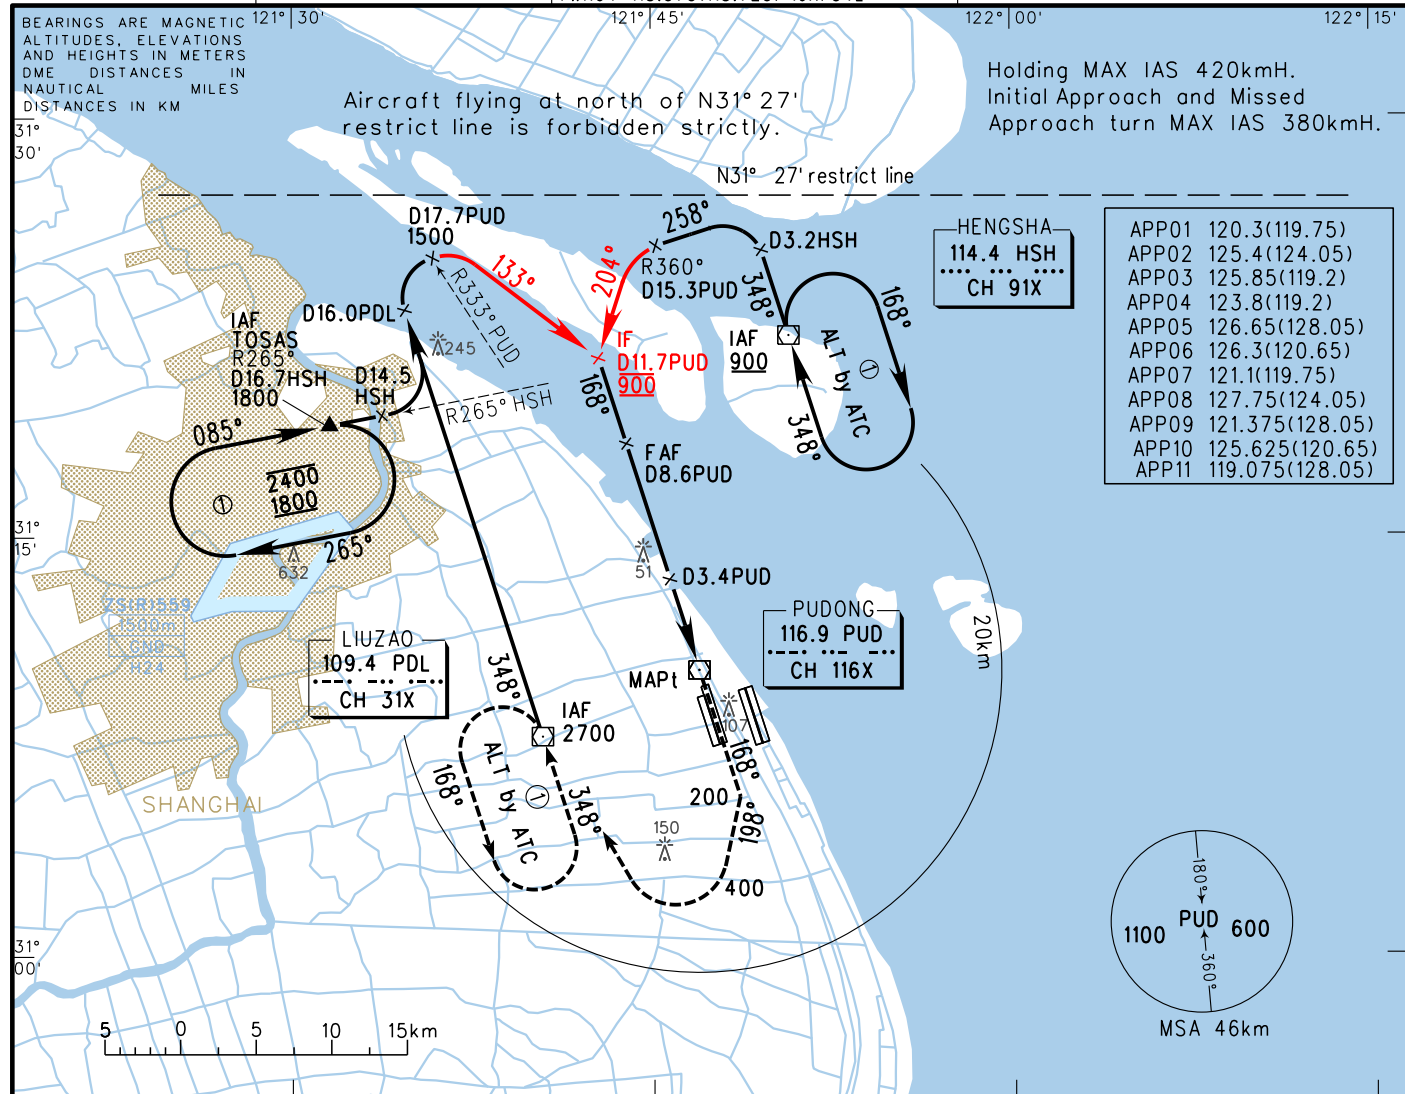 BEARINGS ARE MAGNETIC
ALTITUDES, ELEVATIONS
AND HEIGHTS IN METERS
DME DISTANCES IN
NAUTICAL MILES
DISTANCES IN KM
121° 30'
121° 45'
122° 00'
122° 15'
31°
30'
Aircraft flying at north of N31° 27'
restrict line is forbidden strictly.
Holding MAX IAS 420kmH.
Initial Approach and Missed
Approach turn MAX IAS 380kmH.
N31° 27' restrict line
APP01 120.3(119.75)
APP02 125.4(124.05)
APP03 125.85(119.2)
APP04 123.8(119.2)
APP05 126.65(128.05)
APP06 126.3(120.65)
APP07 121.1(119.75)
APP08 127.75(124.05)
APP09 121.375(128.05)
APP10 125.625(120.65)
APP11 119.075(128.05)
HENGSHA
114.4 HSH
CH 91X
D17.7PUD
1500
133°
R333° PUD
D16.0PDL
245
258°
204°
R360°
D15.3PUD
D3.2HSH
348°
IAF
900
168°
ALT by ATC
1
348°
IF
D11.7PUD
900
168°
FAF
D8.6PUD
IAF
TOSAS
R265°
D16.7HSH
1800
D14.5
HSH
R265° HSH
085°
2400
1800
1
265°
31°
15'
632
ZS(R)559
1500m
GND
H24
51
D3.4PUD
LIUZAO
109.4 PDL
CH 31X
PUDONG
116.9 PUD
CH 116X
20km
348°
MAPt
IAF
2700
107
168°
168°
ALT by ATC
1
348°
200
198°
150
400
SHANGHAI
31°
00'
5 0 5 10 15km
180°
1100 PUD 600
360°
MSA 46km